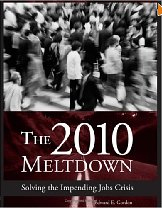 THE 2010
MELTDOWN
Solving the Impending Jobs Crisis
Edward E. Gordon